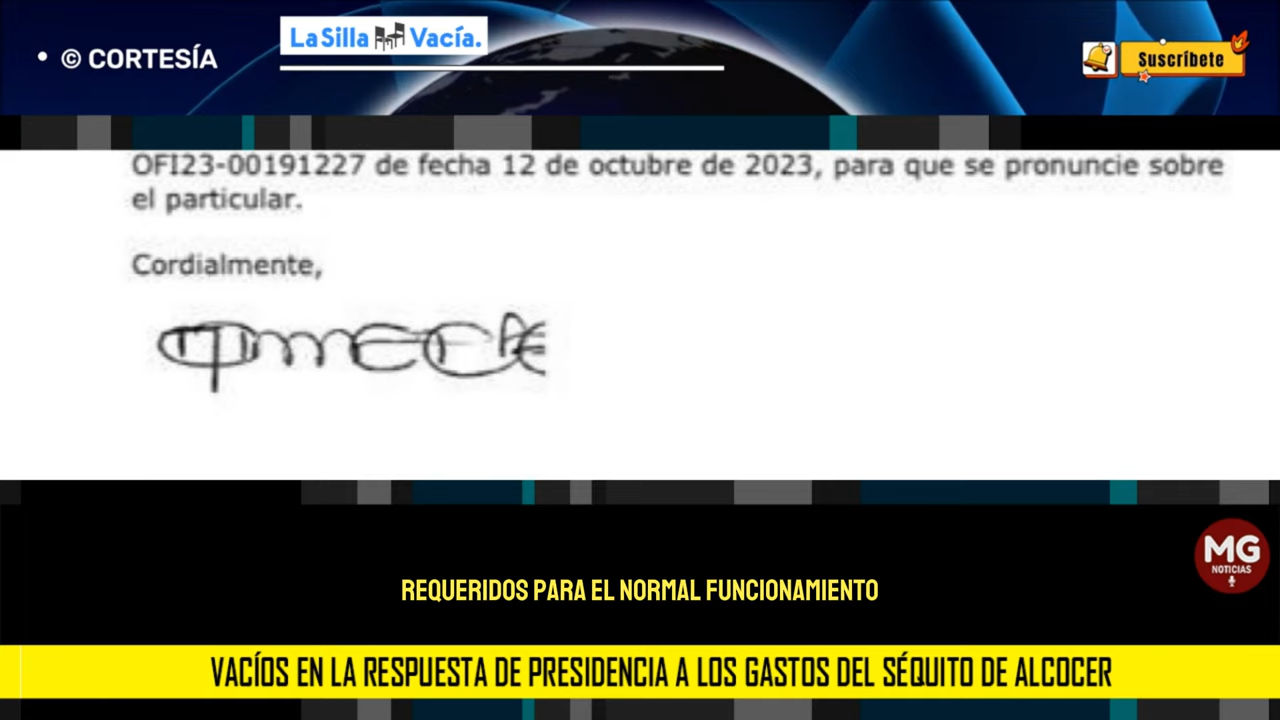 • © CORTESÍA
La Silla Vacía.
Suscríbete
OFI23-00191227 de fecha 12 de octubre de 2023, para que se pronuncie sobre
el particular.
Cordialmente,
MG
NOTICIAS
REQUERIDOS PARA EL NORMAL FUNCIONAMIENTO
VACÍOS EN LA RESPUESTA DE PRESIDENCIA A LOS GASTOS DEL SÉQUITO DE ALCOCER